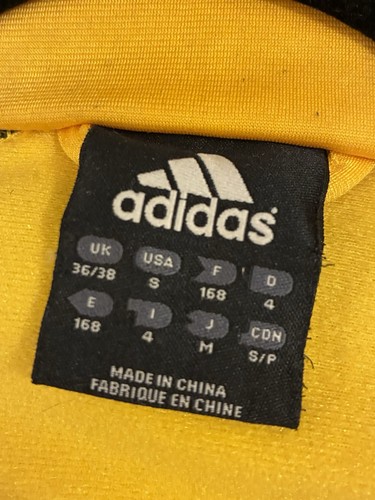 adidas
UK USA F D
36/38 S 168 4
E I J CDN
168 4 M S/P
MADE IN CHINA
FABRIQUE EN CHINE